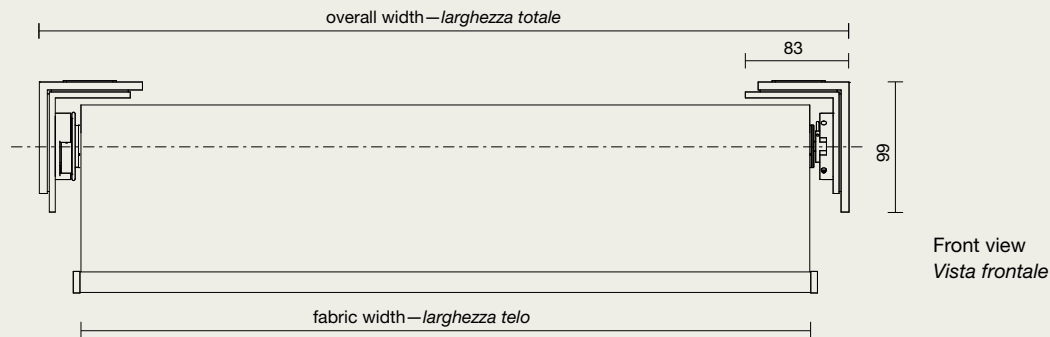 overall width—larghezza totale
83
99
Front view
Vista frontale
fabric width—larghezza telo